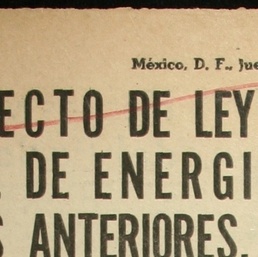 México, D. F., Jue
ECTO DE LEY
DE ENERGI
S ANTERIORES.